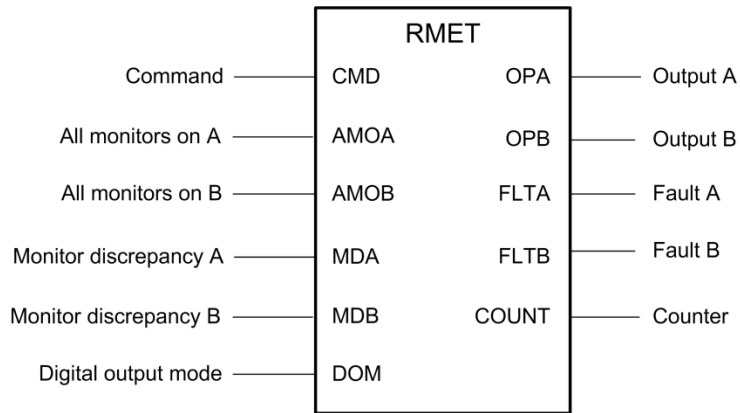 RMET
Command CMD OPA Output A
All monitors on A AMOA OPB Output B
All monitors on B AMOB FLTA Fault A
Monitor discrepancy A MDA FLTB Fault B
Monitor discrepancy B MDB COUNT Counter
Digital output mode DOM